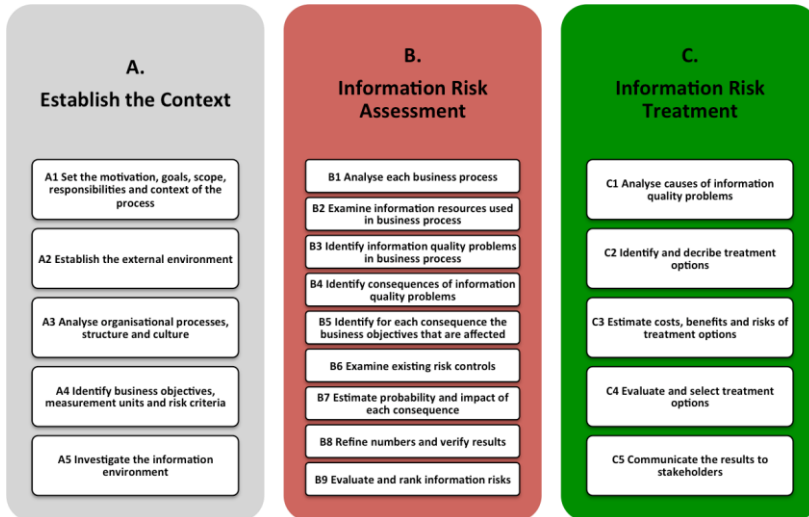 A.
Establish the Context
A1 Set the motivation, goals, scope,
responsibilities and context of the
process
A2 Establish the external environment
A3 Analyse organisational processes,
structure and culture
A4 Identify business objectives,
measurement units and risk criteria
A5 Investigate the information
environment
B.
Information Risk
Assessment
B1 Analyse each business process
B2 Examine information resources used
in business process
B3 Identify information quality problems
in business process
B4 Identify consequences of information
quality problems
B5 Identify for each consequence the
business objectives that are affected
B6 Examine existing risk controls
B7 Estimate probability and impact of
each consequence
B8 Refine numbers and verify results
B9 Evaluate and rank information risks
C.
Information Risk
Treatment
C1 Analyse causes of information
quality problems
C2 Identify and decribe treatment
options
C3 Estimate costs, benefits and risks of
treatment options
C4 Evaluate and select treatment
options
C5 Communicate the results to
stakeholders